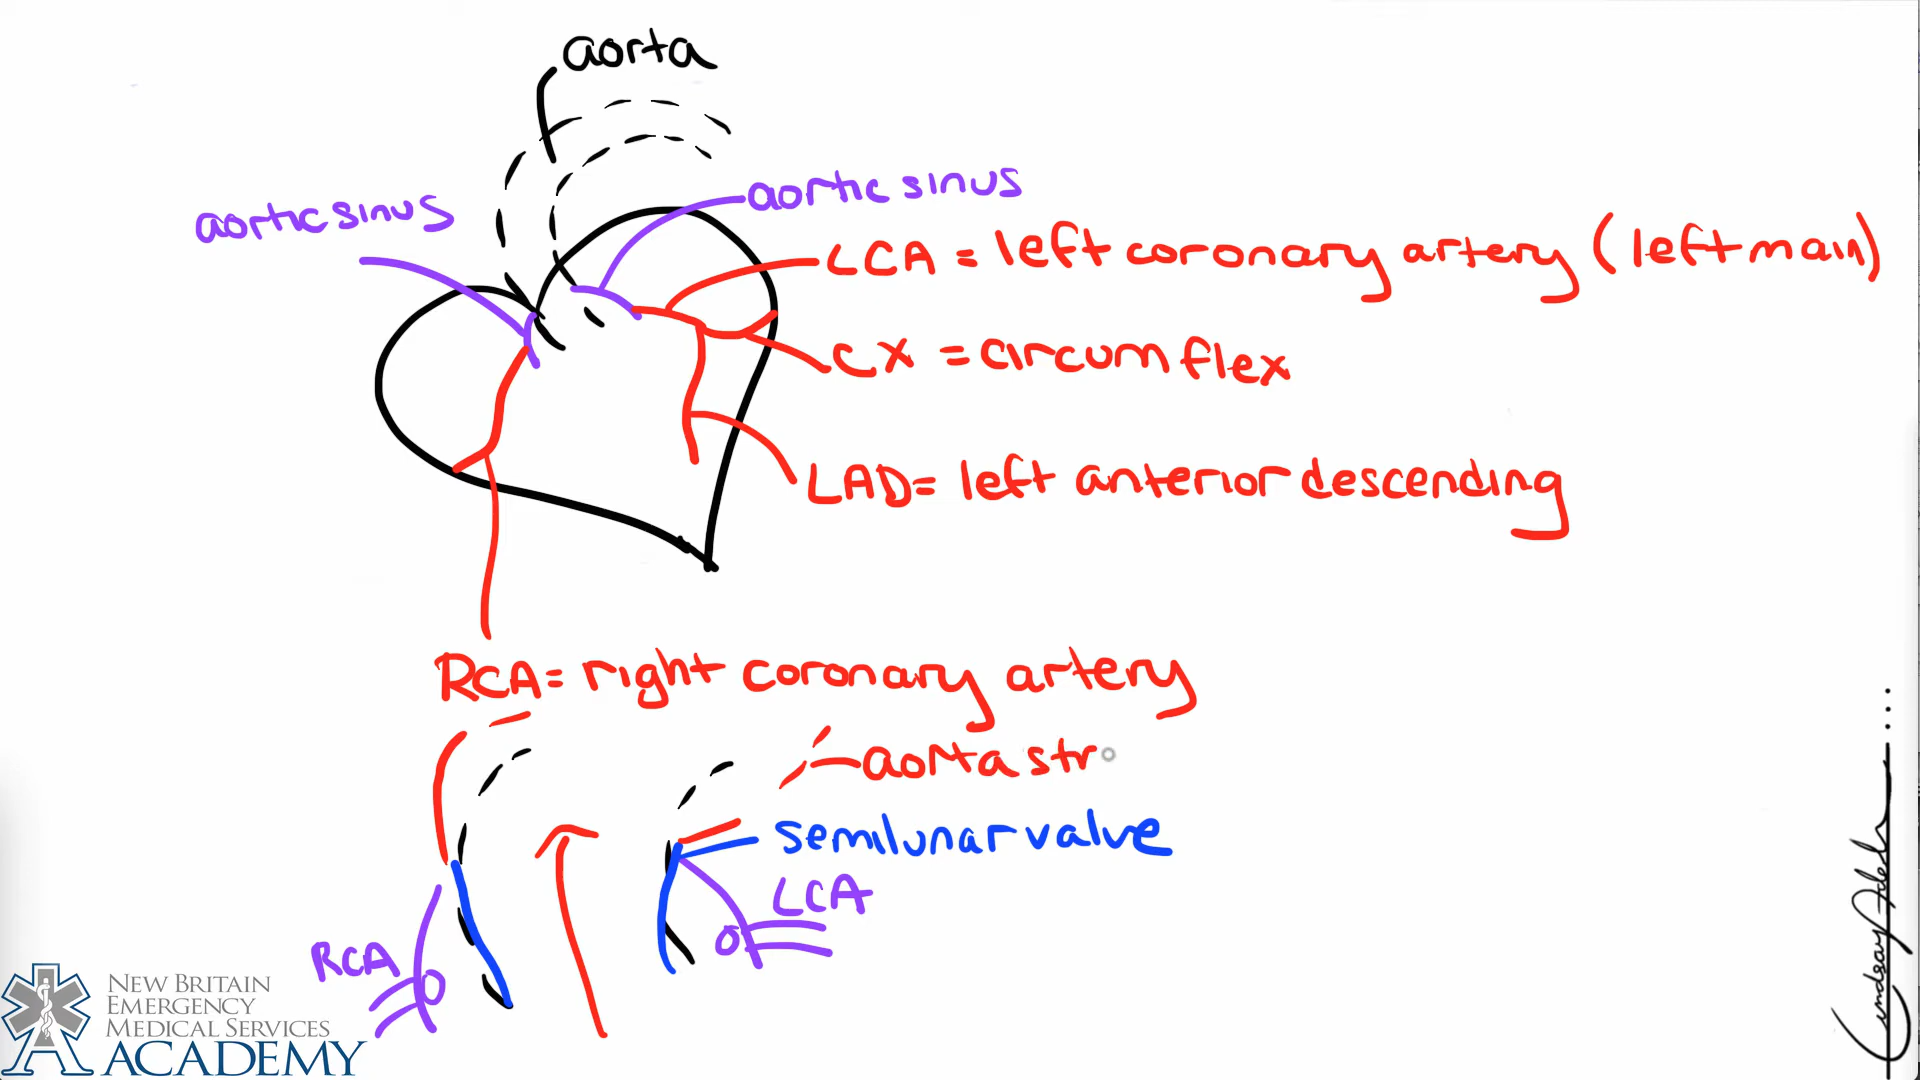 aorta
aortic sinus
aortic sinus
LCA = left coronary artery (left main)
CX = circumflex
LAD = left anterior descending
RCA = right coronary artery
aorta str
semilunar valve
LCA
RCA
NEW BRITAIN
EMERGENCY
MEDICAL SERVICES
ACADEMY